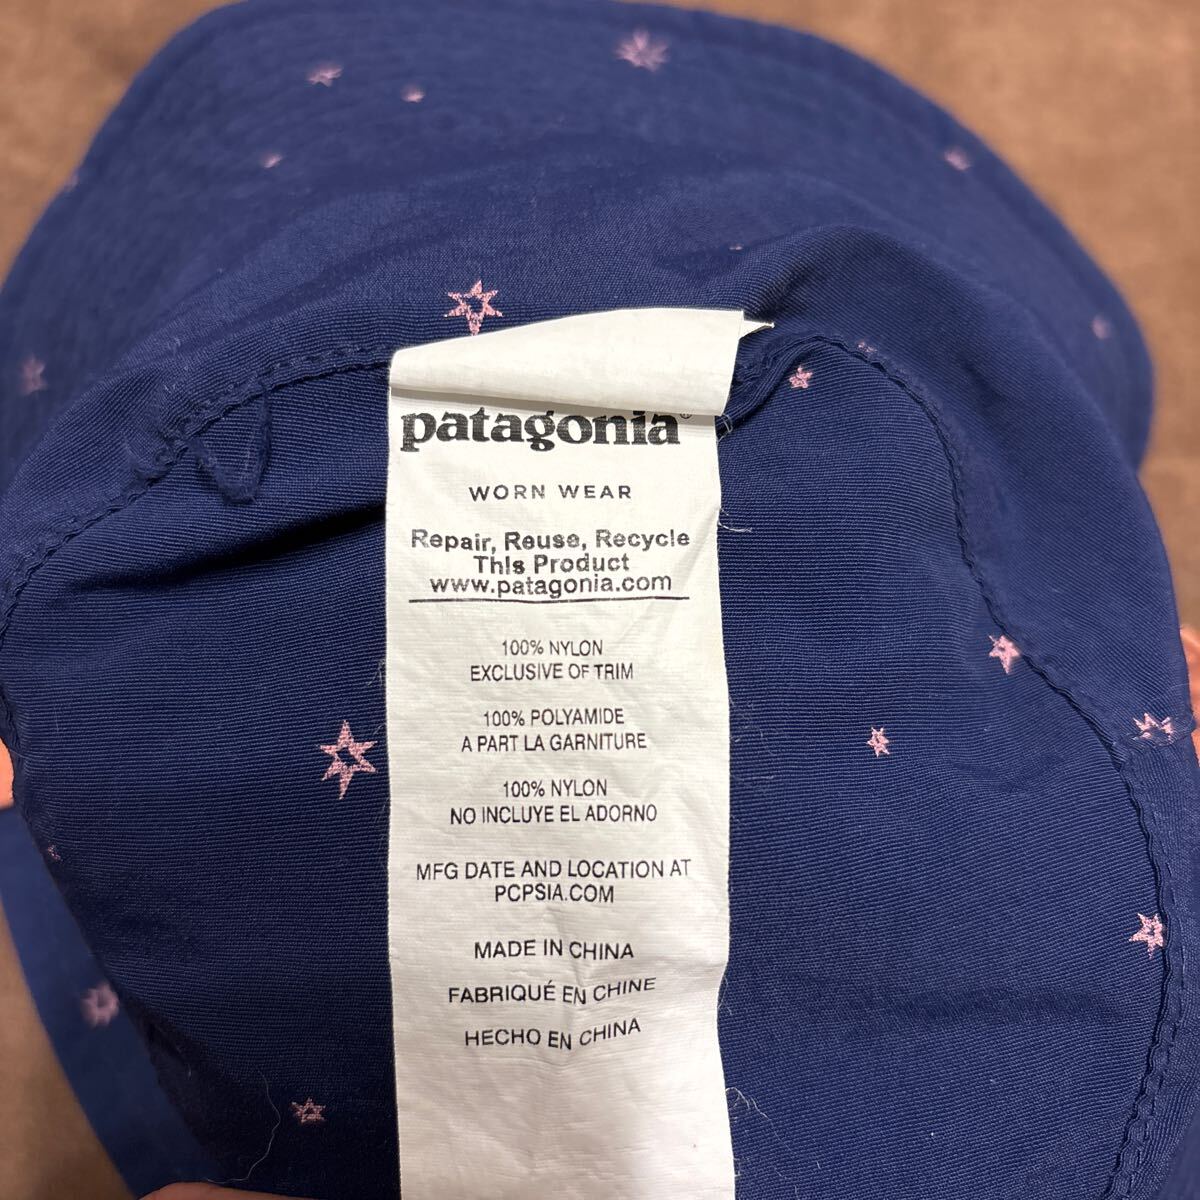 patagonia®
WORN WEAR
Repair, Reuse, Recycle
This Product
www.patagonia.com
100% NYLON
EXCLUSIVE OF TRIM
100% POLYAMIDE
A PART LA GARNITURE
100% NYLON
NO INCLUYE EL ADORNO
MFG DATE AND LOCATION AT
PCPSIA.COM
MADE IN CHINA
FABRIQUÉ EN CHINE
HECHO EN CHINA